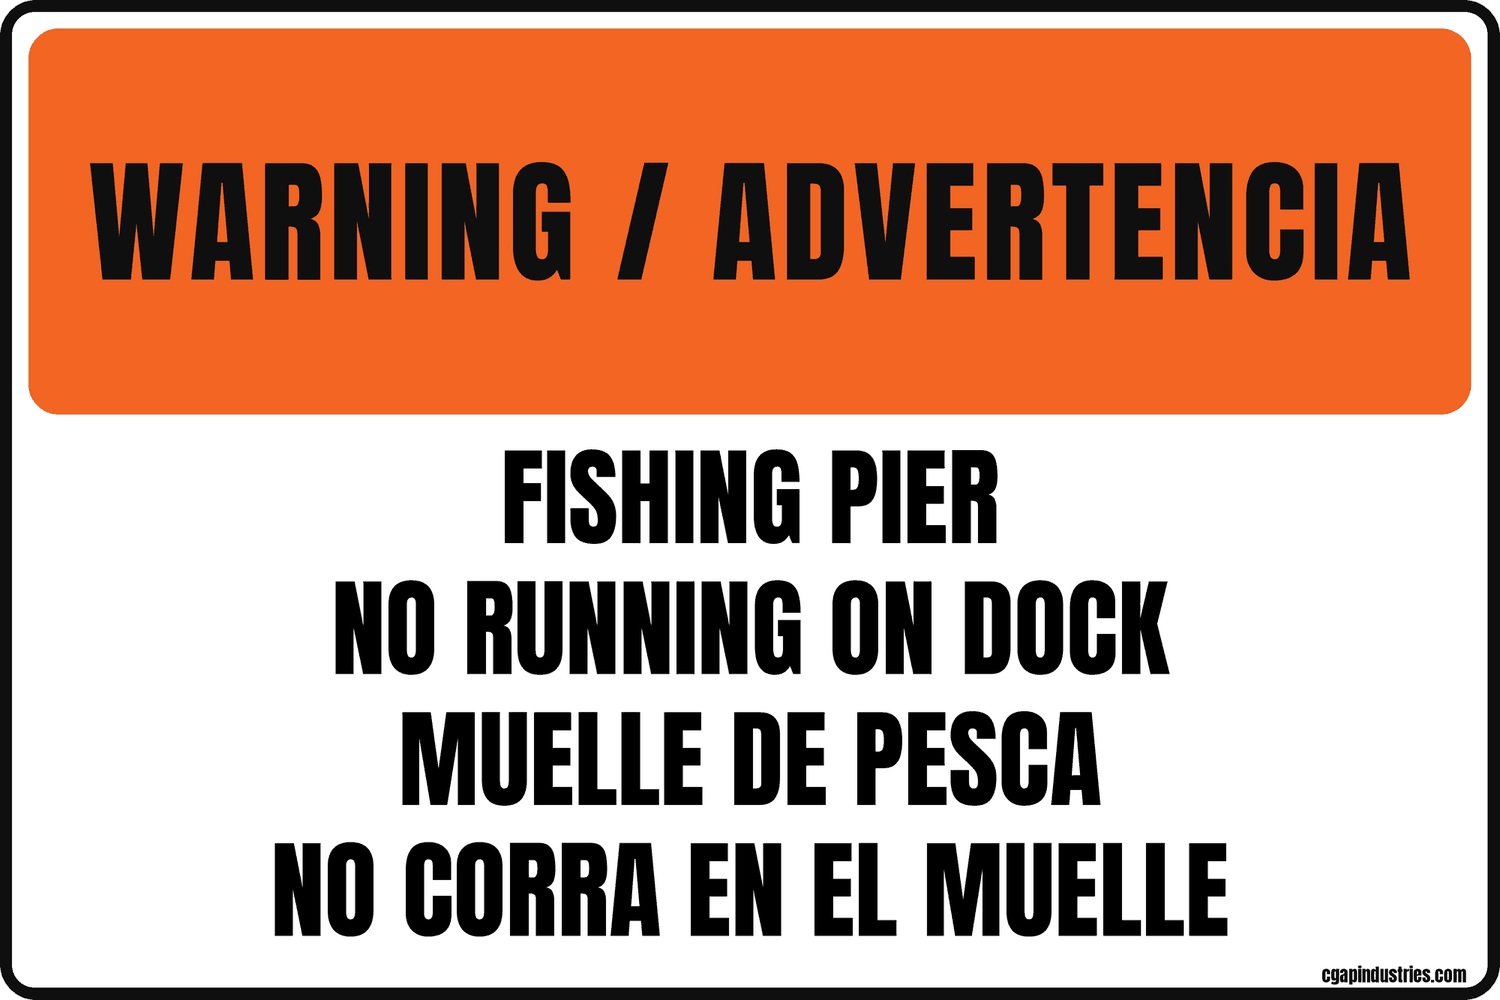 WARNING / ADVERTENCIA
FISHING PIER
NO RUNNING ON DOCK
MUELLE DE PESCA
NO CORRA EN EL MUELLE
cgapindustries.com